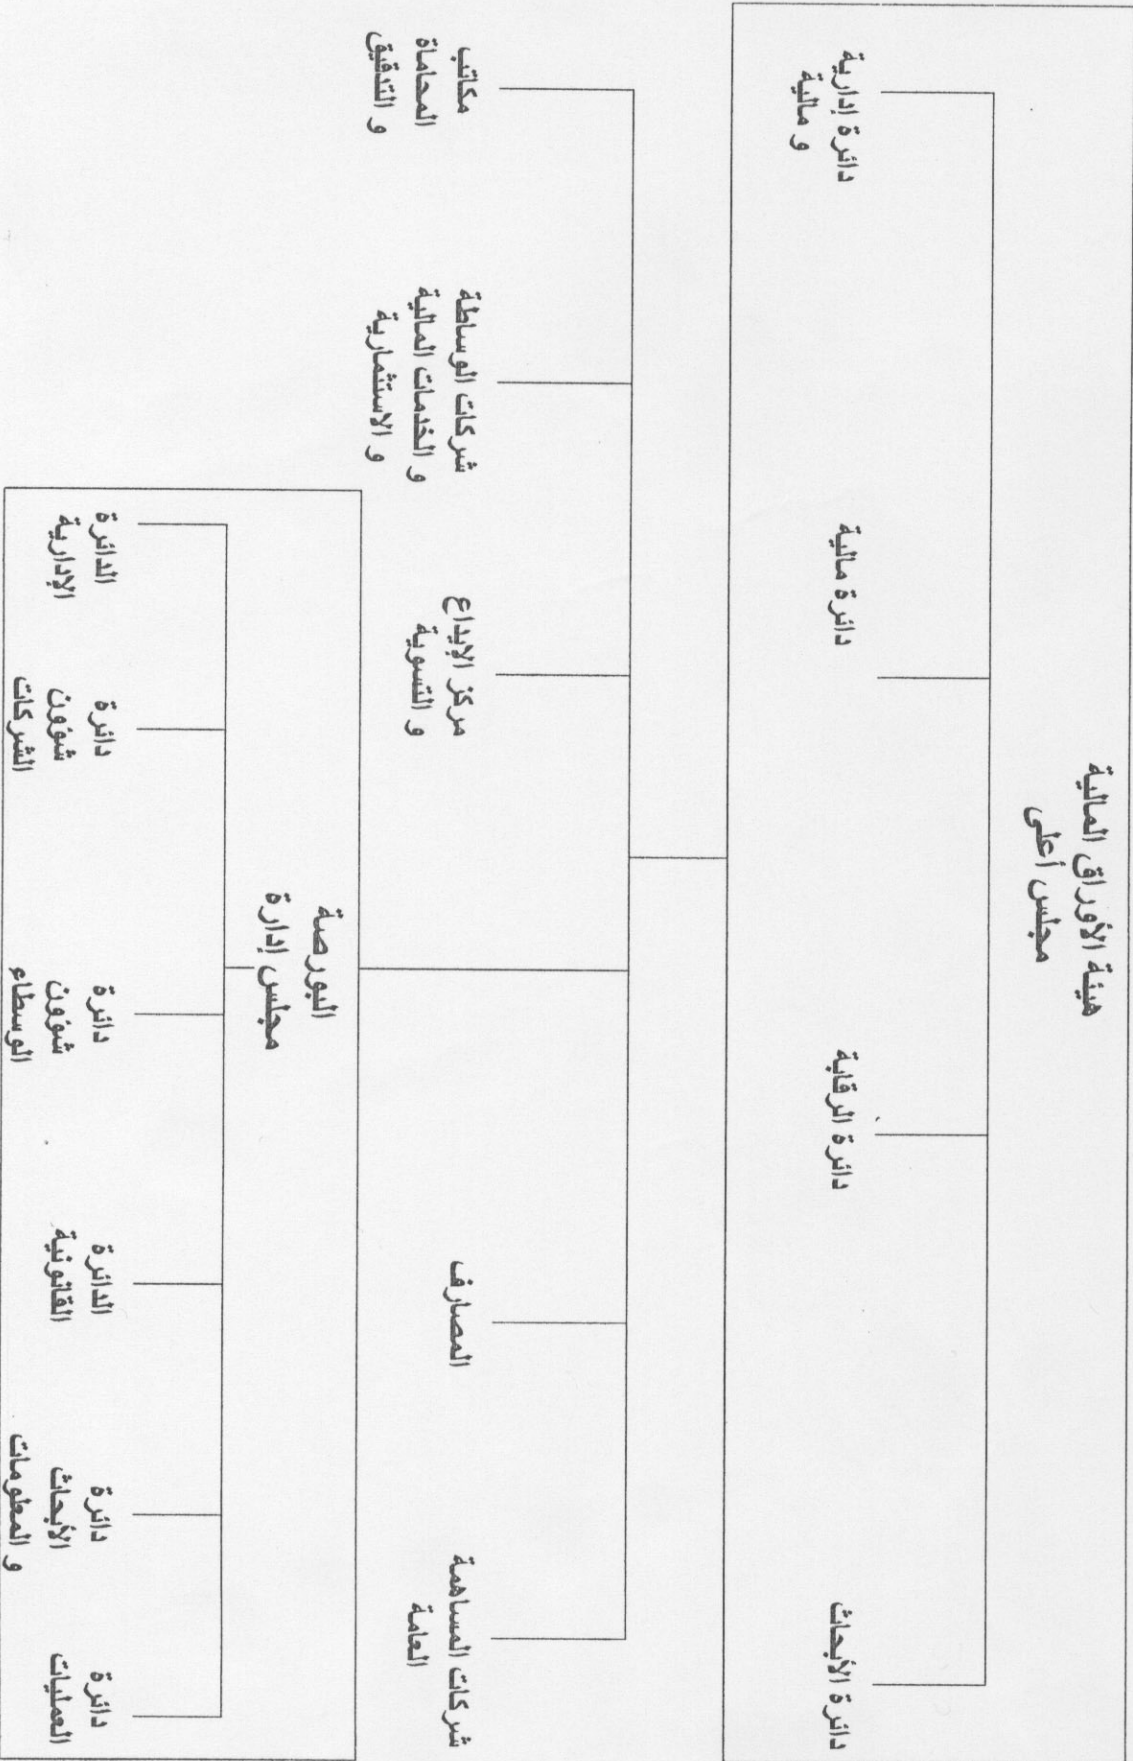 هيئة الأوراق المالية
مجلس أعلى
دائرة الأبحاث
دائرة الرقابة
دائرة مالية
دائرة إدارية
و مالية
شركات المساهمة
العامة
المصارف
مركز الإيداع
و التسوية
شركات الوساطة
و الخدمات المالية
و الاستثمارية
مكاتب
المحاماة
و التدقيق
البورصة
مجلس إدارة
دائرة
العمليات
دائرة
الأبحاث
و المعلومات
الدائرة
القانونية
دائرة
شؤون
الوسطاء
دائرة
شؤون
الشركات
الدائرة
الإدارية